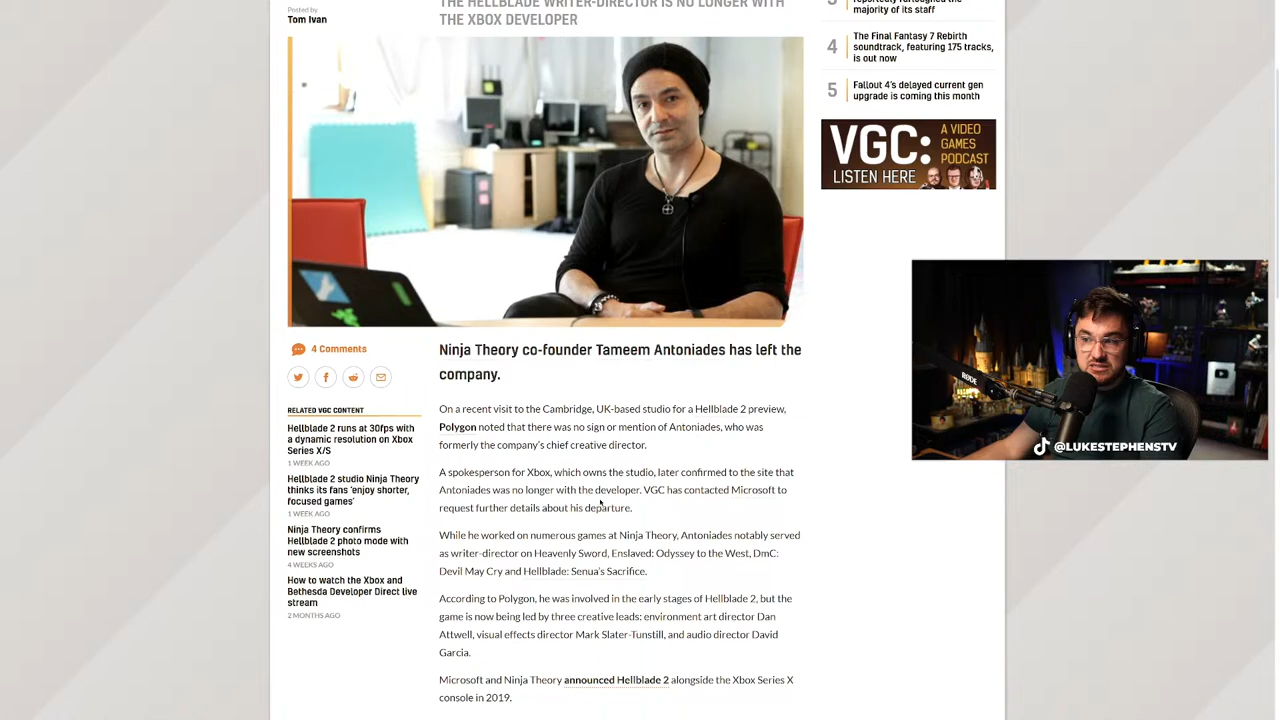 Posted by
Tom Ivan
THE HELLBLADE WRITER-DIRECTOR IS NO LONGER WITH
THE XBOX DEVELOPER
majority of its staff
4
The Final Fantasy 7 Rebirth
soundtrack, featuring 175 tracks,
is out now
5
Fallout 4's delayed current gen
upgrade is coming this month
VGC:
A VIDEO
GAMES
PODCAST
LISTEN HERE
4 Comments
RELATED VGC CONTENT
Hellblade 2 runs at 30fps with
a dynamic resolution on Xbox
Series X/S
1 WEEK AGO
Hellblade 2 studio Ninja Theory
thinks its fans 'enjoy shorter,
focused games'
1 WEEK AGO
Ninja Theory confirms
Hellblade 2 photo mode with
new screenshots
4 WEEKS AGO
How to watch the Xbox and
Bethesda Developer Direct live
stream
2 MONTHS AGO
Ninja Theory co-founder Tameem Antoniades has left the
company.
On a recent visit to the Cambridge, UK-based studio for a Hellblade 2 preview,
Polygon noted that there was no sign or mention of Antoniades, who was
formerly the company's chief creative director.
A spokesperson for Xbox, which owns the studio, later confirmed to the site that
Antoniades was no longer with the developer. VGC has contacted Microsoft to
request further details about his departure.
While he worked on numerous games at Ninja Theory, Antoniades notably served
as writer-director on Heavenly Sword, Enslaved: Odyssey to the West, DmC:
Devil May Cry and Hellblade: Senua's Sacrifice.
According to Polygon, he was involved in the early stages of Hellblade 2, but the
game is now being led by three creative leads: environment art director Dan
Attwell, visual effects director Mark Slater-Tunstill, and audio director David
Garcia.
Microsoft and Ninja Theory announced Hellblade 2 alongside the Xbox Series X
console in 2019.
RØDE
@LUKESTEPHENSTV